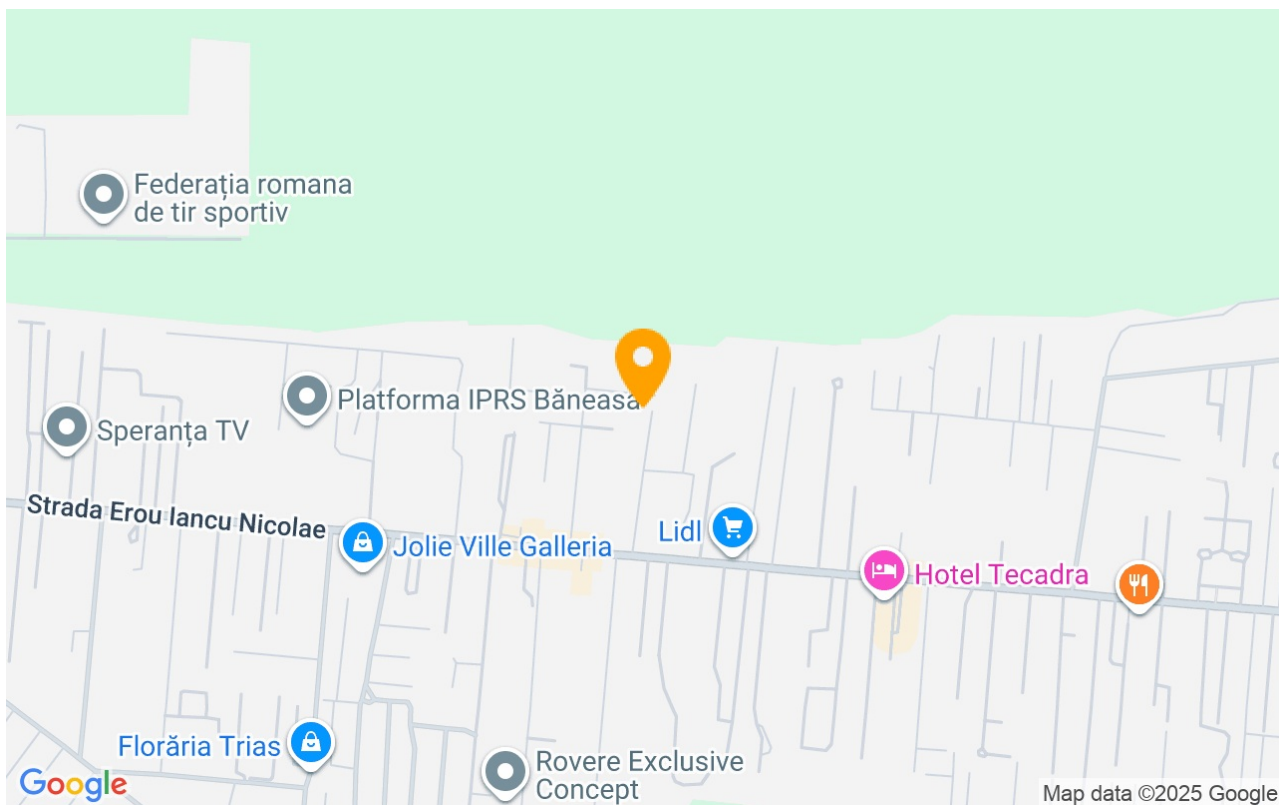 Federația romana
de tir sportiv
Platforma IPRS Băneasa
Speranța TV
Strada Erou Iancu Nicolae
Jolie Ville Galleria
Lidl
Hotel Tecadra
Florăria Trias
Rovere Exclusive
Concept
Google
Map data ©2025 Google